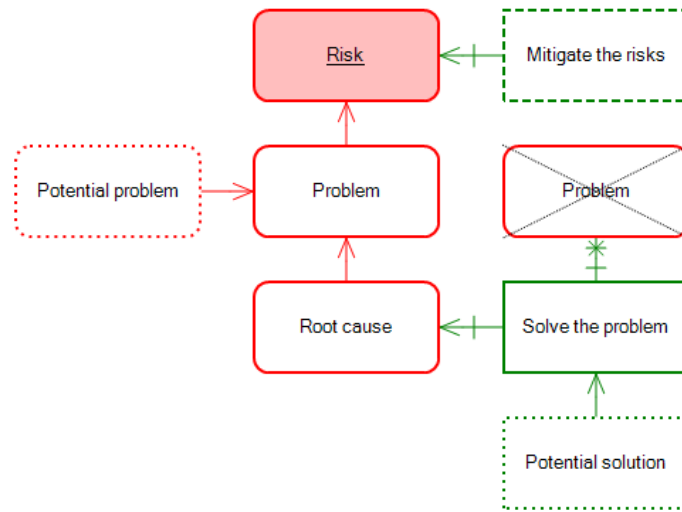 Risk
Mitigate the risks
Potential problem
Problem
Problem
Root cause
Solve the problem
Potential solution